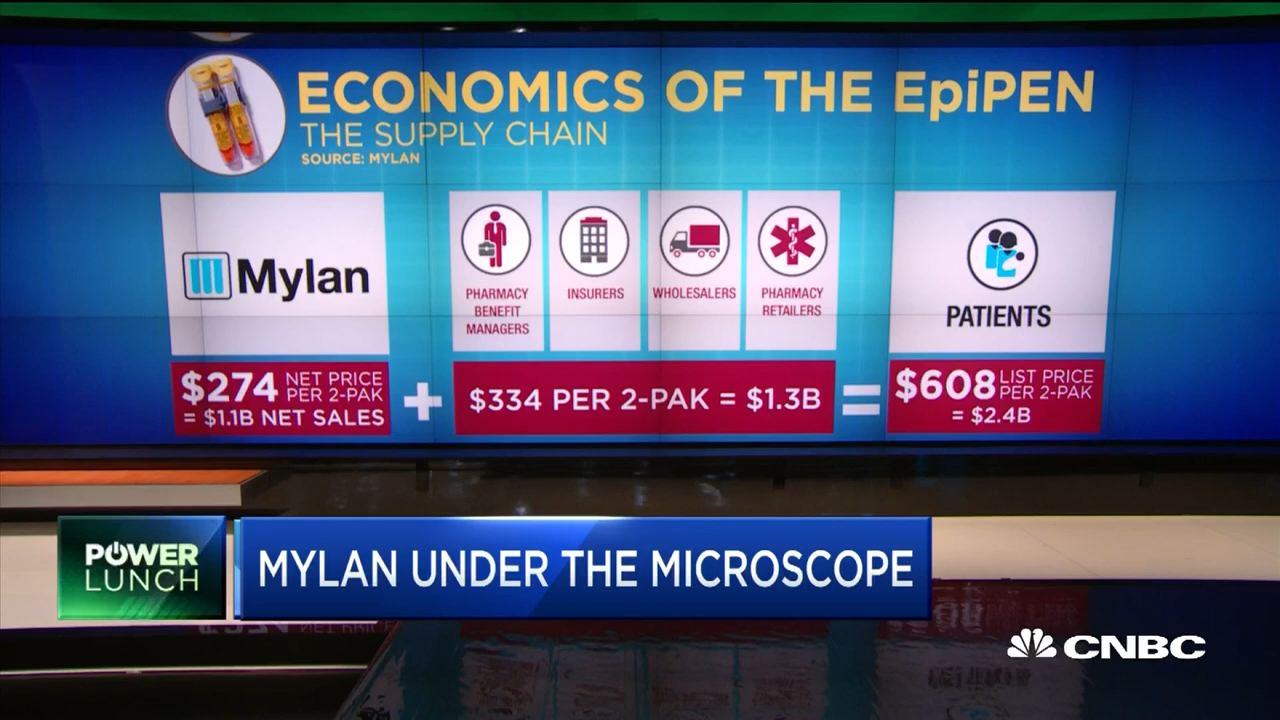 ECONOMICS OF THE EpiPEN
THE SUPPLY CHAIN
SOURCE: MYLAN
Mylan
$274 NET PRICE
PER 2-PAK
= $1.1B NET SALES
+
PHARMACY
BENEFIT
MANAGERS
INSURERS
WHOLESALERS
PHARMACY
RETAILERS
$334 PER 2-PAK = $1.3B
=
PATIENTS
$608 LIST PRICE
PER 2-PAK
= $2.4B
POWER
LUNCH
MYLAN UNDER THE MICROSCOPE
CNBC